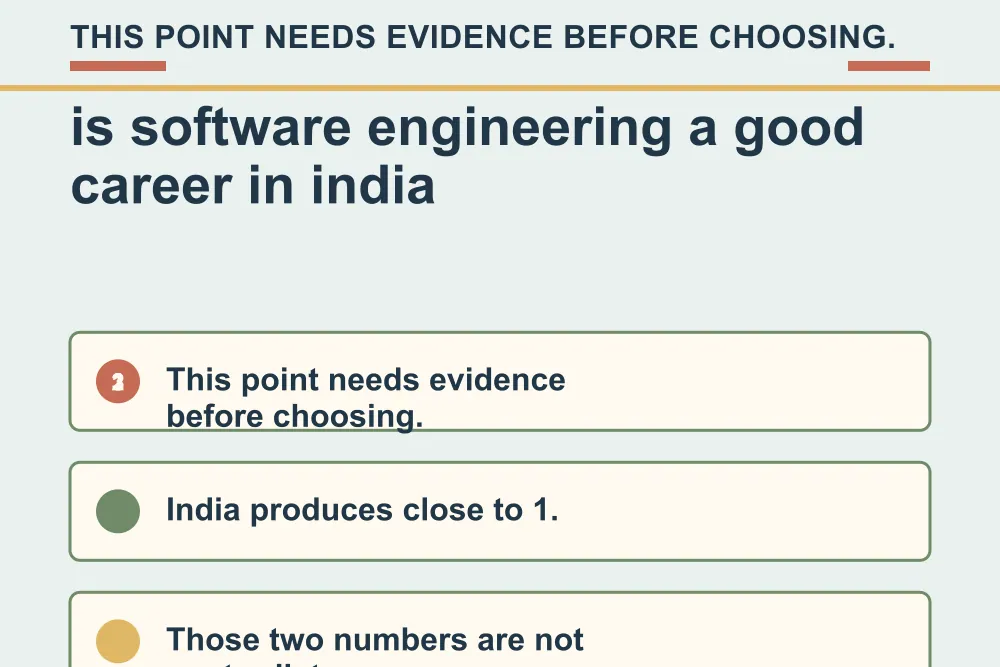 THIS POINT NEEDS EVIDENCE BEFORE CHOOSING.
is software engineering a good
career in india
This point needs evidence
before choosing.
India produces close to 1.
Those two numbers are not